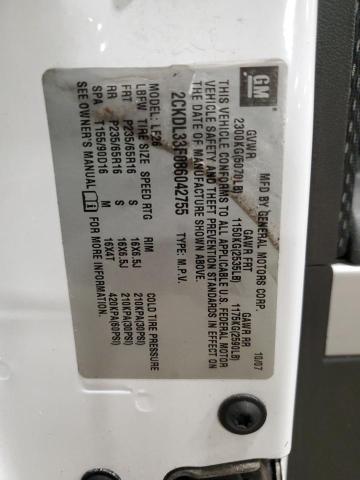 GM
MFD BY GENERAL MOTORS CORP. 10/07
GVWR GAWR FRT GAWR RR
2300KG(5070LB) 1150KG(2535LB) 1175KG(2590LB)
THIS VEHICLE CONFORMS TO ALL APPLICABLE U.S. FEDERAL MOTOR
VEHICLE SAFETY AND THEFT PREVENTION STANDARDS IN EFFECT ON
THE DATE OF MANUFACTURE SHOWN ABOVE.
2CKDL33F086042755 TYPE: M.P.V.
MODEL: LF26
LBFW TIRE SIZE SPEED RTG RIM COLD TIRE PRESSURE
FRT P235/65R16 S 16X6.5J 210KPA(30PSI)
RR P235/65R16 S 16X6.5J 210KPA(30PSI)
SPA T155/90D16 M 16X4T 420KPA(60PSI)
SEE OWNER'S MANUAL